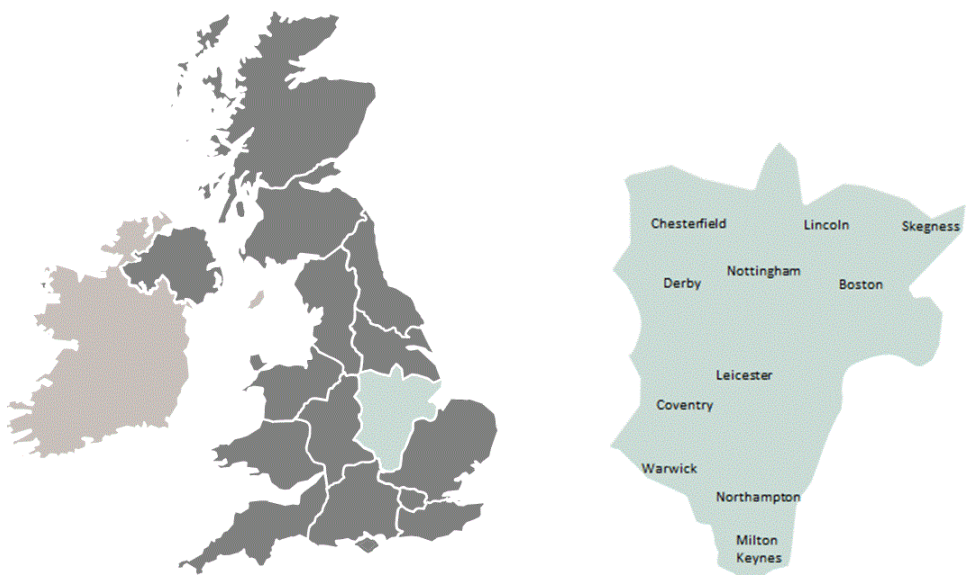 Chesterfield
Lincoln
Skegness
Nottingham
Derby
Boston
Leicester
Coventry
Warwick
Northampton
Milton
Keynes